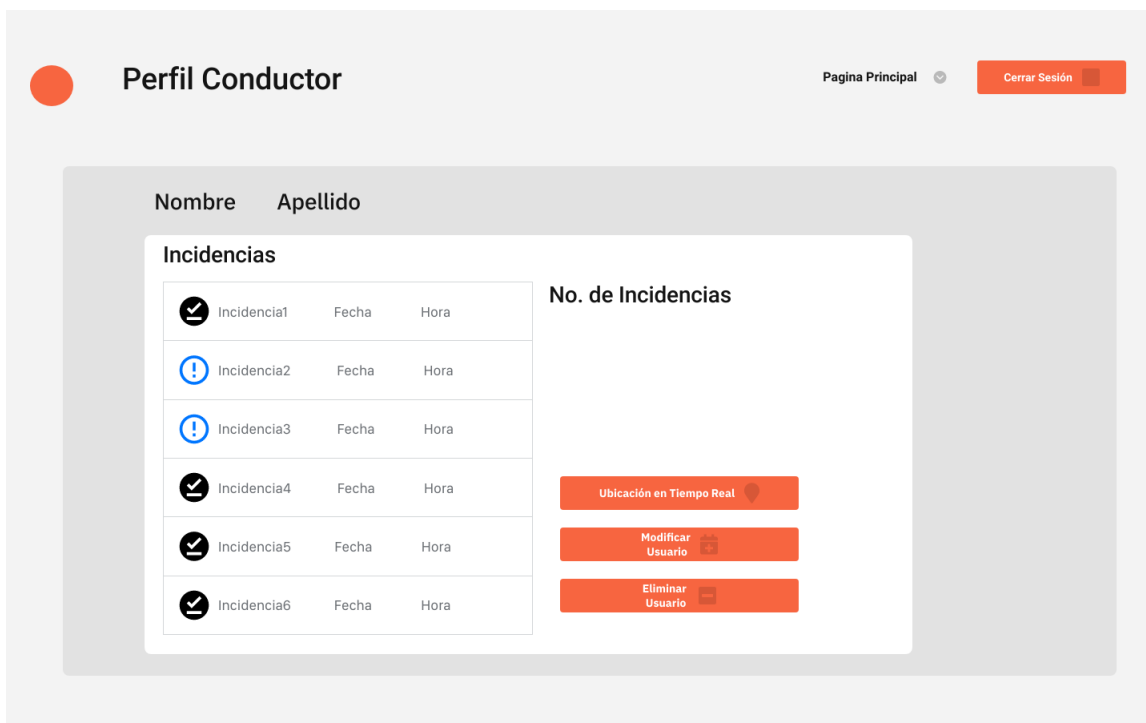 Perfil Conductor
Pagina Principal
Cerrar Sesión
Nombre Apellido
Incidencias
No. de Incidencias
Incidencia1 Fecha Hora
Incidencia2 Fecha Hora
Incidencia3 Fecha Hora
Incidencia4 Fecha Hora
Incidencia5 Fecha Hora
Incidencia6 Fecha Hora
Ubicación en Tiempo Real
Modificar
Usuario
Eliminar
Usuario